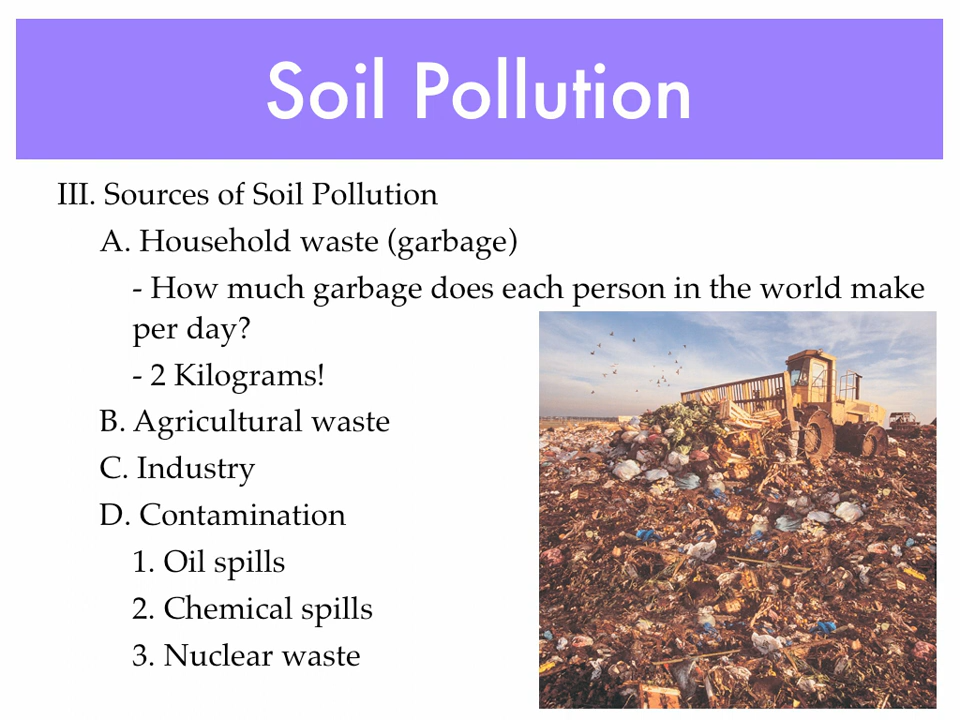 Soil Pollution
III. Sources of Soil Pollution
A. Household waste (garbage)
- How much garbage does each person in the world make
per day?
- 2 Kilograms!
B. Agricultural waste
C. Industry
D. Contamination
1. Oil spills
2. Chemical spills
3. Nuclear waste